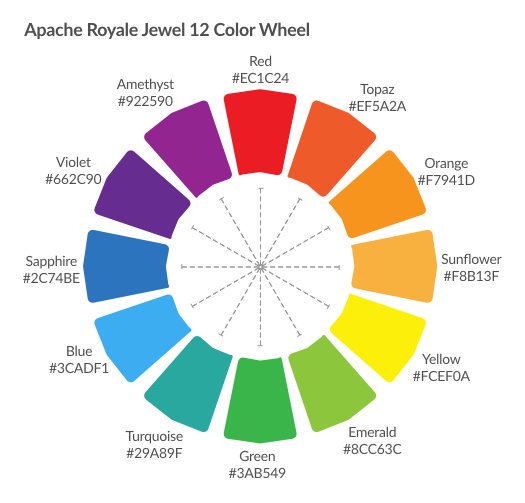 Apache Royale Jewel 12 Color Wheel
Red
#EC1C24
Topaz
#EF5A2A
Orange
#F7941D
Sunflower
#F8B13F
Yellow
#FCEF0A
Emerald
#8CC63C
Green
#3AB549
Turquoise
#29A89F
Blue
#3CADF1
Sapphire
#2C74BE
Violet
#662C90
Amethyst
#922590